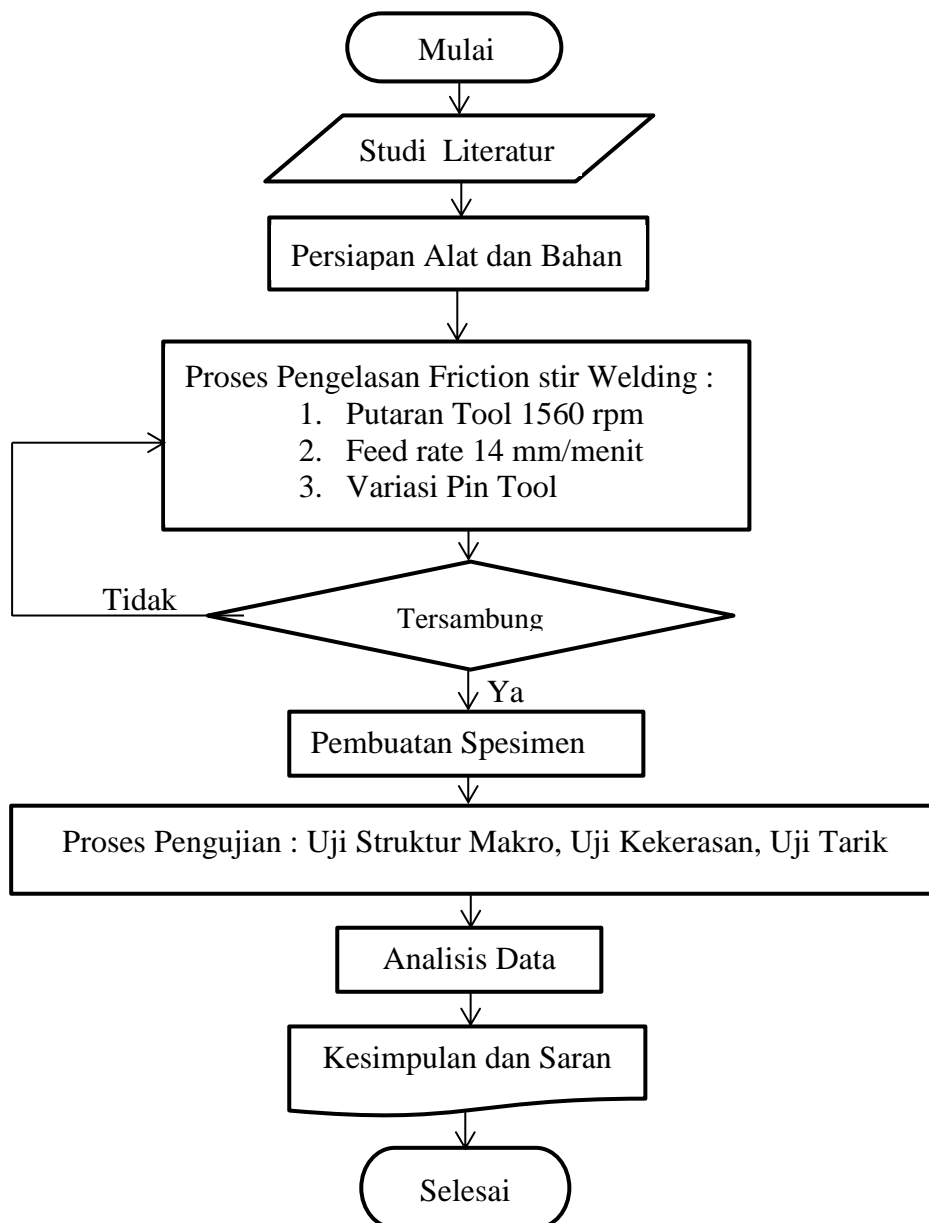 Mulai
Studi Literatur
Persiapan Alat dan Bahan
Proses Pengelasan Friction stir Welding :
1. Putaran Tool 1560 rpm
2. Feed rate 14 mm/menit
3. Variasi Pin Tool
Tidak
Tersambung
Ya
Pembuatan Spesimen
Proses Pengujian : Uji Struktur Makro, Uji Kekerasan, Uji Tarik
Analisis Data
Kesimpulan dan Saran
Selesai